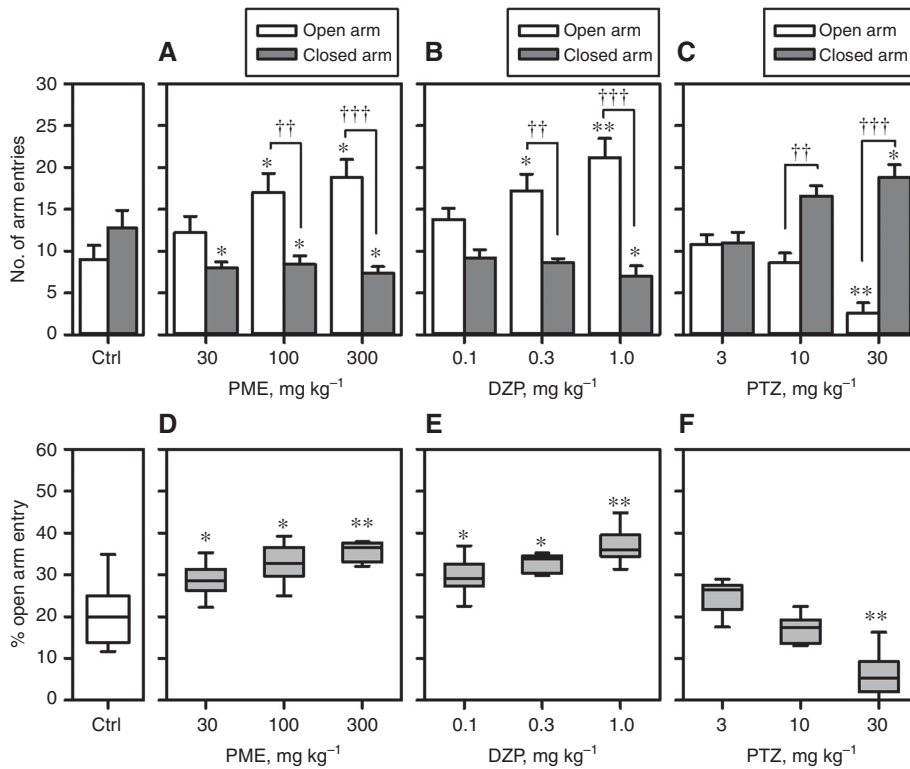 Open arm
Closed arm
Open arm
Closed arm
Open arm
Closed arm
A
B
C
No. of arm entries
30
25
20
15
10
5
0
*
††
*
*
*
†††
*
*
*
††
**
†††
*
††
**
†††
*
Ctrl
30
100
300
0.1
0.3
1.0
3
10
30
PME, mg kg⁻¹
DZP, mg kg⁻¹
PTZ, mg kg⁻¹
D
E
F
% open arm entry
60
50
40
30
20
10
0
*
*
**
*
*
**
**
Ctrl
30
100
300
0.1
0.3
1.0
3
10
30
PME, mg kg⁻¹
DZP, mg kg⁻¹
PTZ, mg kg⁻¹